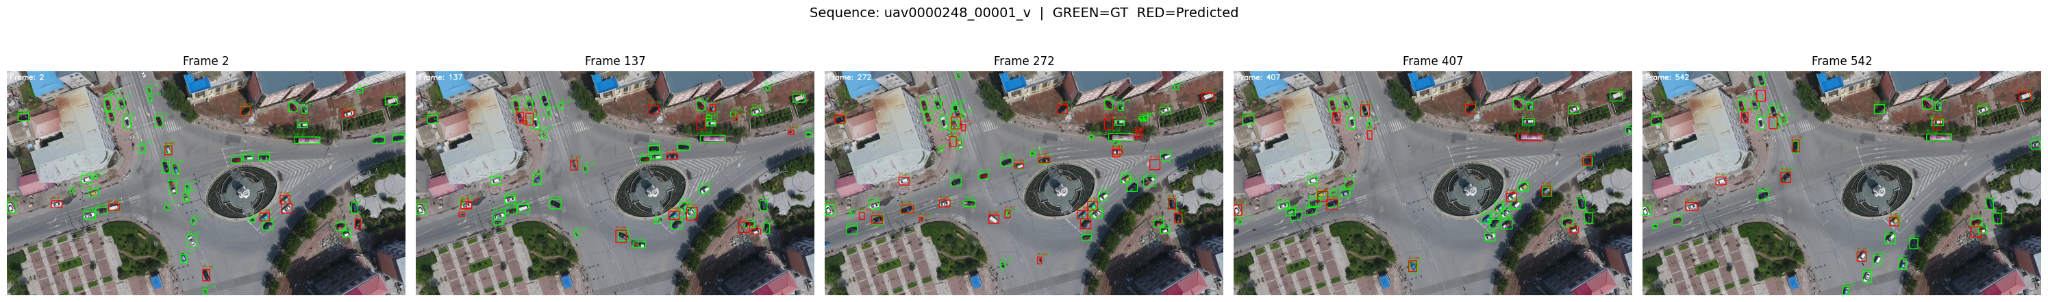 Sequence: uav0000248_00001_v | GREEN=GT RED=Predicted
Frame 2
Frame 137
Frame 272
Frame 407
Frame 542
Frame: 2
Frame: 137
Frame: 272
Frame: 407
Frame: 542